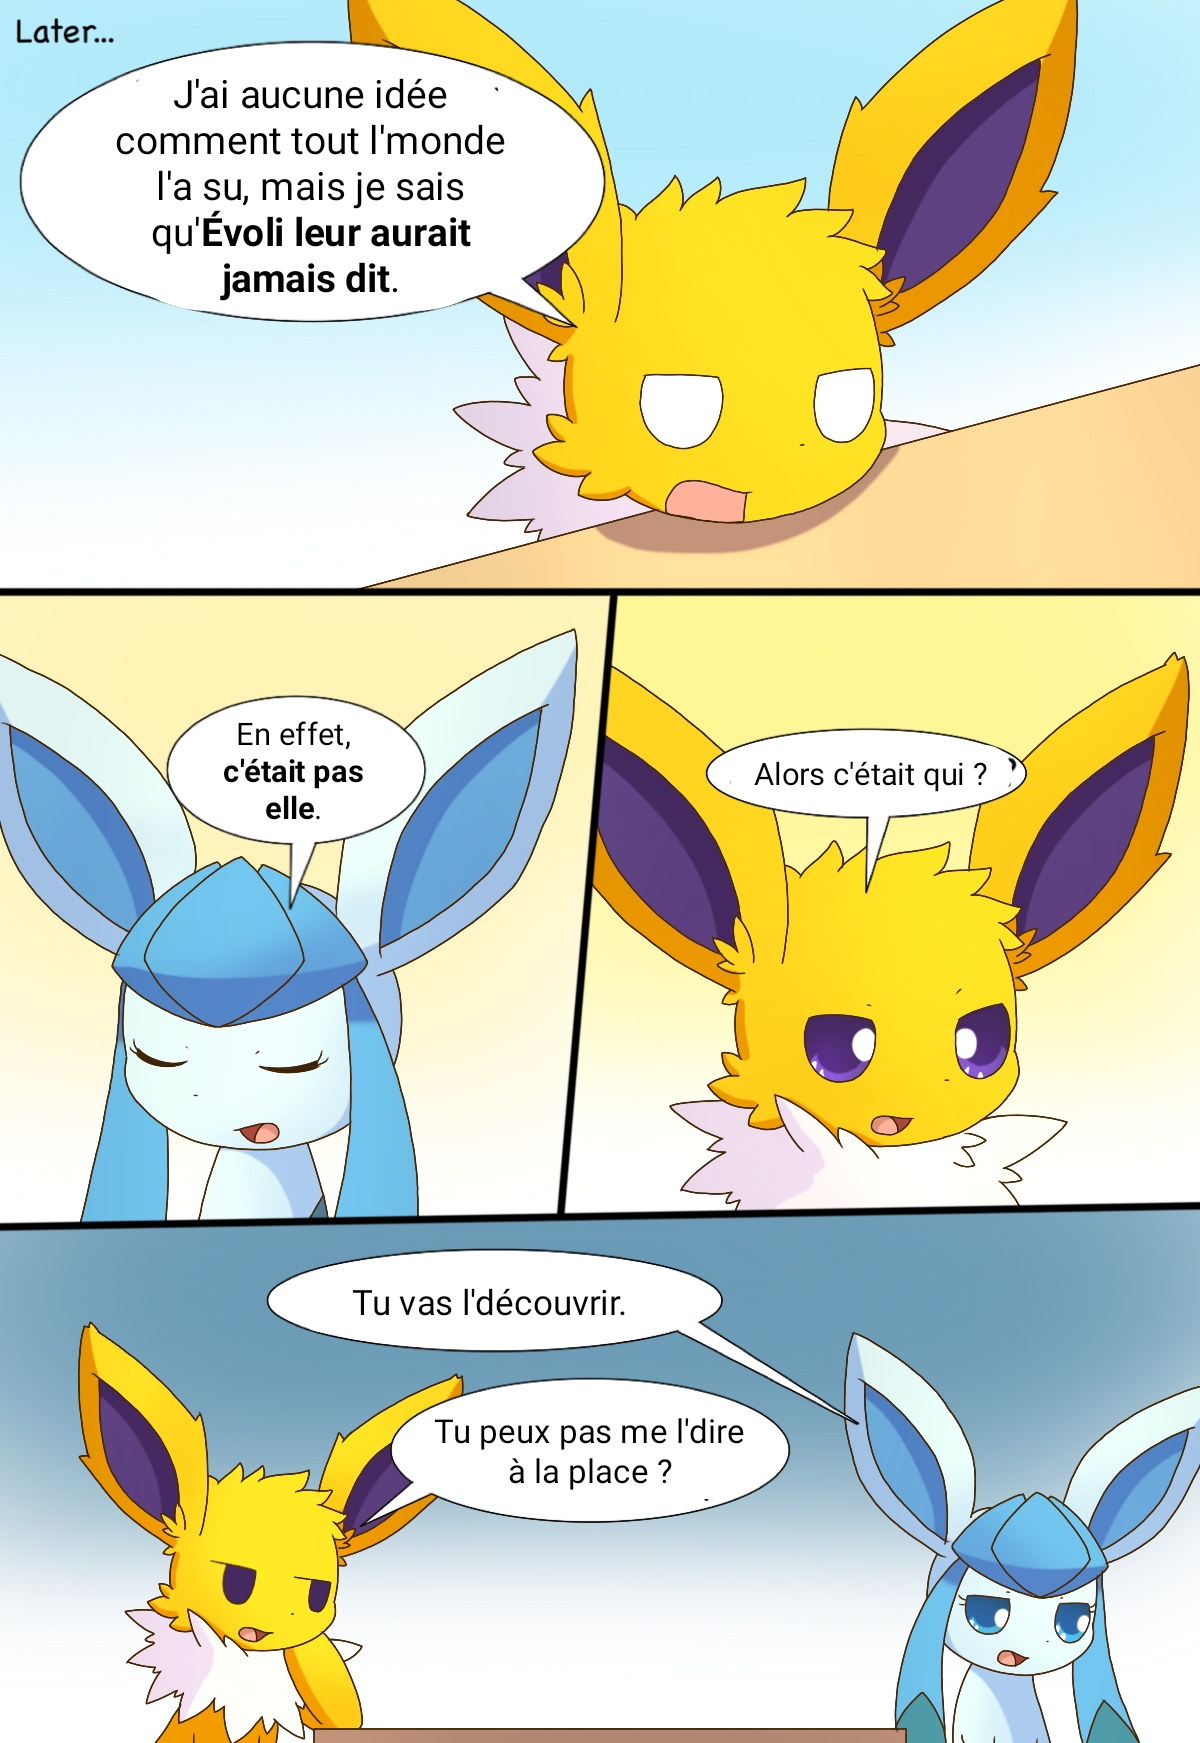 Later...
J'ai aucune idée
comment tout l'monde
l'a su, mais je sais
qu'Évoli leur aurait
jamais dit.
En effet,
c'était pas
elle.
Alors c'était qui ?
Tu vas l'découvrir.
Tu peux pas me l'dire
à la place ?